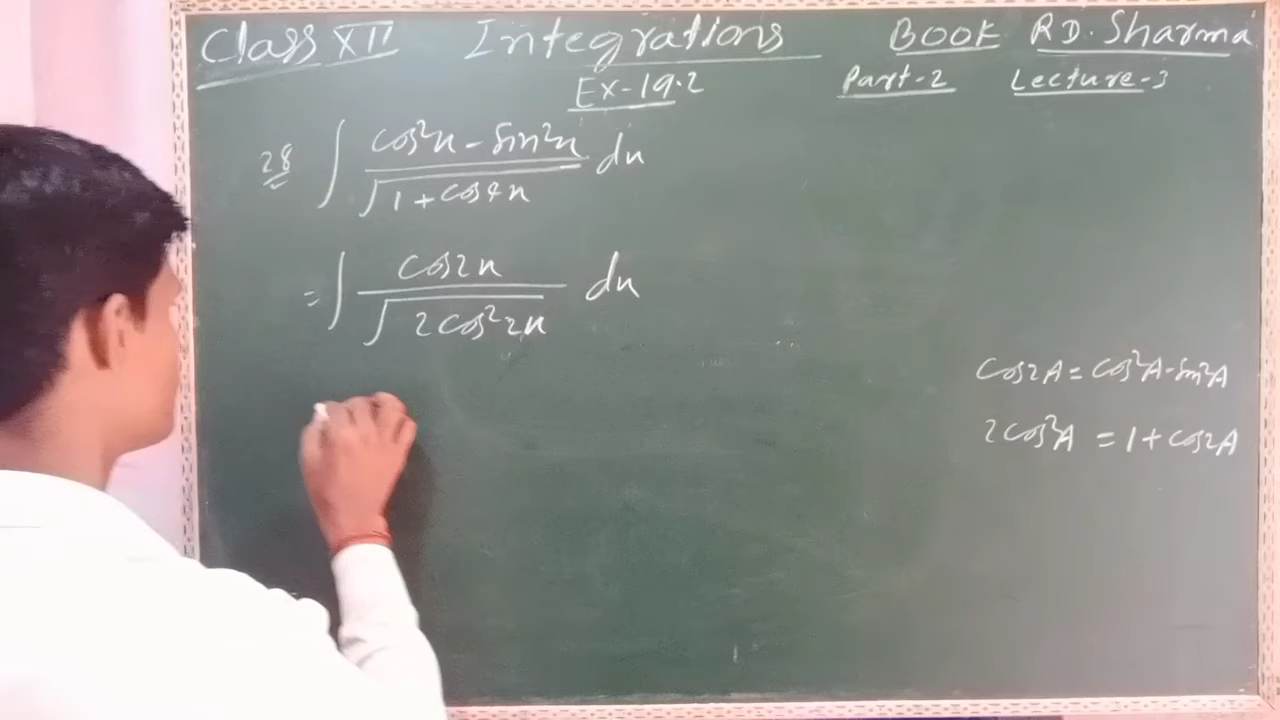 Class XII Integrations Book RD. Sharma
Ex-19.2 Part-2 Lecture-3
28 ∫ cos²x - sin²x / √1 + cos4x dx
= ∫ cos2x / √2cos²2x dx
cos2A = cos²A - sin²A
2cos²A = 1 + cos2A